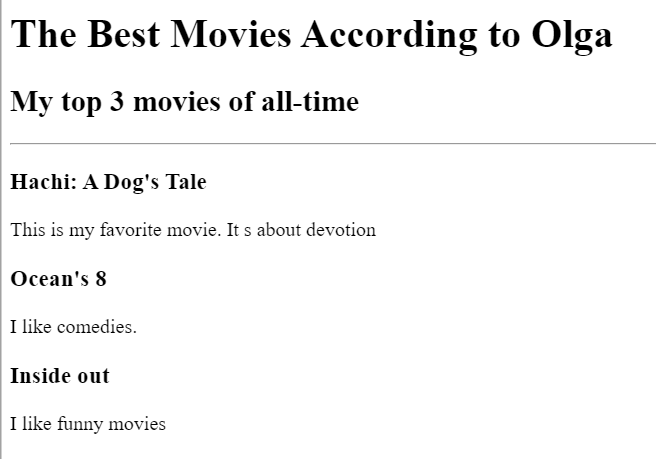 The Best Movies According to Olga
My top 3 movies of all-time
Hachi: A Dog's Tale
This is my favorite movie. It s about devotion
Ocean's 8
I like comedies.
Inside out
I like funny movies